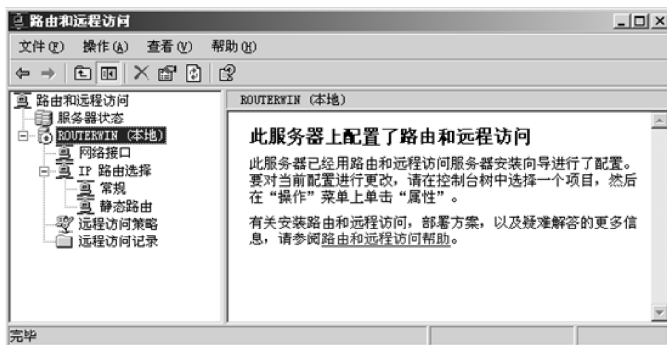 路由和远程访问
文件(F) 操作(A) 查看(V) 帮助(H)
路由和远程访问
服务器状态
ROUTERWIN (本地)
网络接口
IP 路由选择
常规
静态路由
远程访问策略
远程访问记录
ROUTERWIN (本地)
此服务器上配置了路由和远程访问
此服务器已经用路由和远程访问服务器安装向导进行了配置。
要对当前配置进行更改，请在控制台树中选择一个项目，然后
在“操作”菜单上单击“属性”。
有关安装路由和远程访问，部署方案，以及疑难解答的更多信
息，请参阅路由和远程访问帮助。
完毕